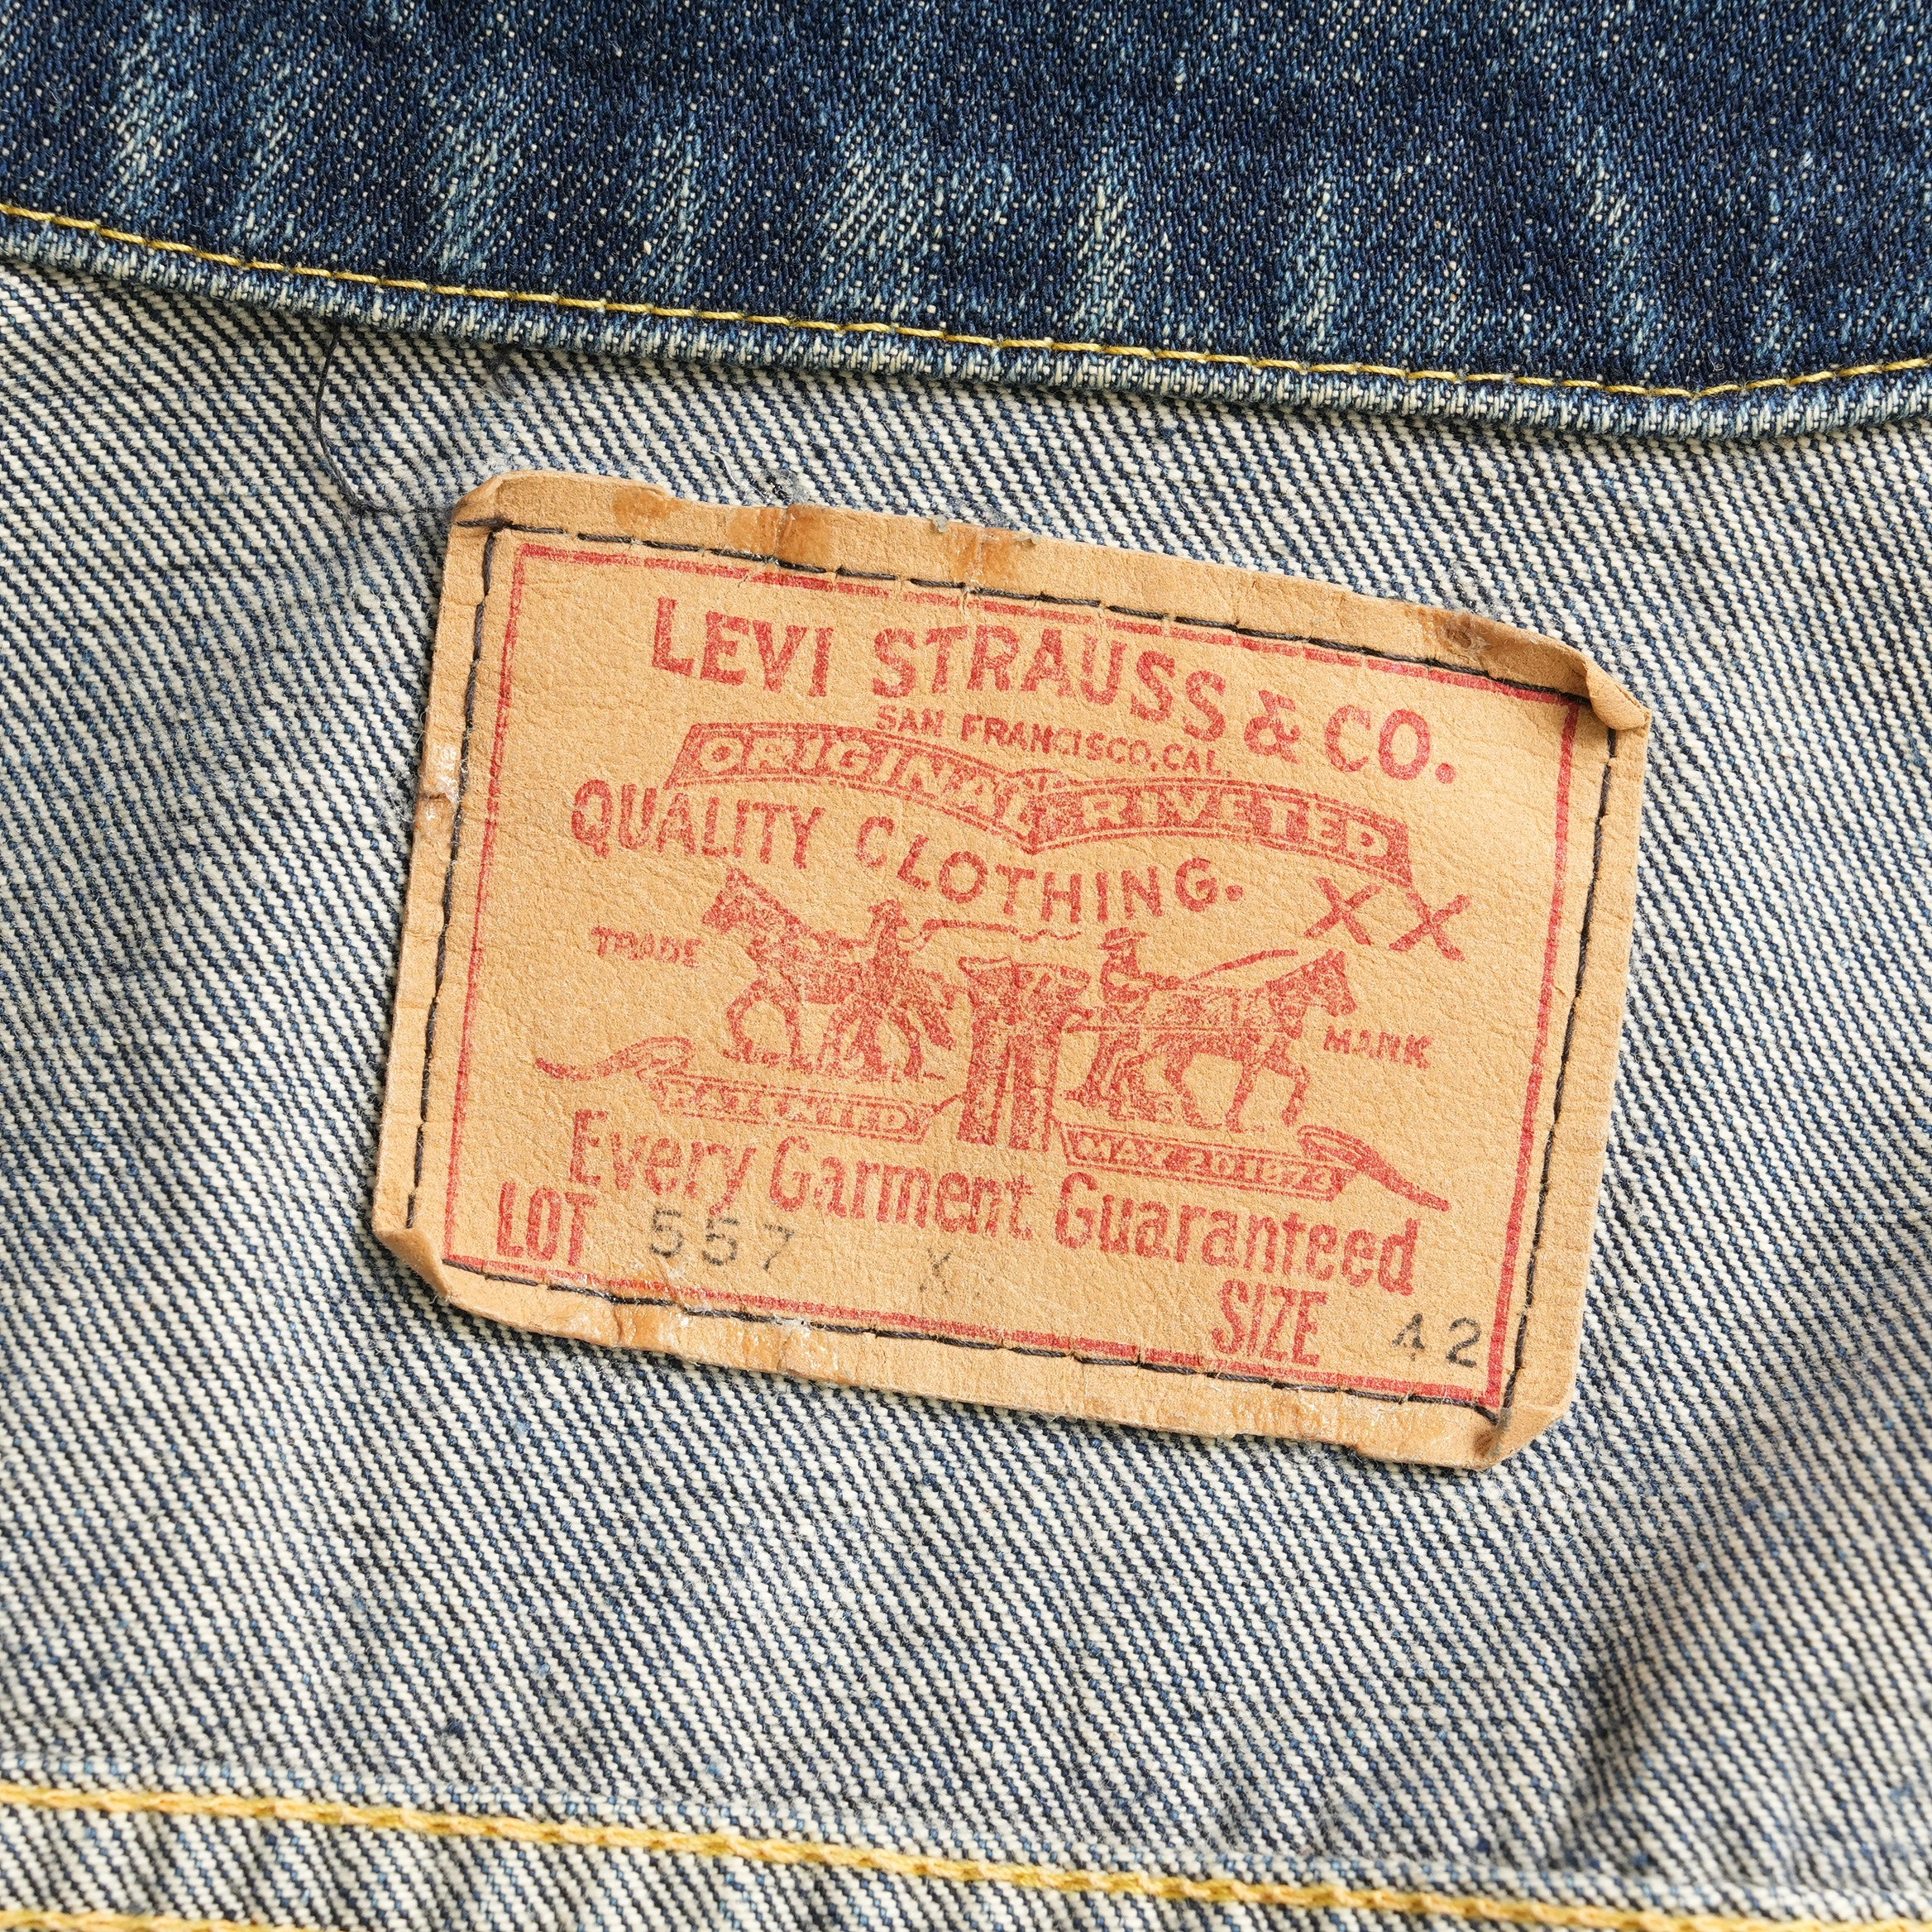 LEVI STRAUSS & CO.
SAN FRANCISCO, CAL.
ORIGINAL RIVETED
QUALITY CLOTHING.
XX
TRADE MARK
PATENTED MAY 20 1874
Every Garment Guaranteed
LOT 557 X
SIZE 42